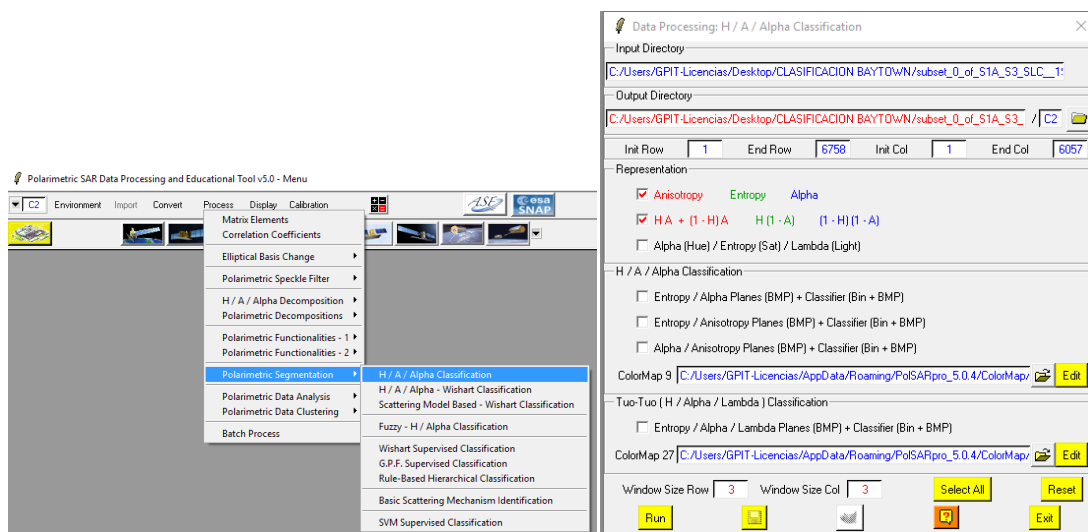 Polarimetric SAR Data Processing and Educational Tool v5.0 - Menu
C2 Environment Import Convert Process Display Calibration ASF esa SNAP
Matrix Elements
Correlation Coefficients
Elliptical Basis Change
Polarimetric Speckle Filter
H / A / Alpha Decomposition
Polarimetric Decompositions
Polarimetric Functionalities - 1
Polarimetric Functionalities - 2
Polarimetric Segmentation
Polarimetric Data Analysis
Polarimetric Data Clustering
Batch Process
H / A / Alpha Classification
H / A / Alpha - Wishart Classification
Scattering Model Based - Wishart Classification
Fuzzy - H / Alpha Classification
Wishart Supervised Classification
G.P.F. Supervised Classification
Rule-Based Hierarchical Classification
Basic Scattering Mechanism Identification
SVM Supervised Classification
Data Processing: H / A / Alpha Classification
Input Directory
C:/Users/GPIT-Licencias/Desktop/CLASIFICACION BAYTOWN/subset_0_of_S1A_S3_SLC__1S
Output Directory
C:/Users/GPIT-Licencias/Desktop/CLASIFICACION BAYTOWN/subset_0_of_S1A_S3_ / C2
Init Row 1 End Row 6758 Init Col 1 End Col 6057
Representation
Anisotropy Entropy Alpha
H A + (1 - H) A H (1 - A) (1 - H) (1 - A)
Alpha (Hue) / Entropy (Sat) / Lambda (Light)
H / A / Alpha Classification
Entropy / Alpha Planes (BMP) + Classifier (Bin + BMP)
Entropy / Anisotropy Planes (BMP) + Classifier (Bin + BMP)
Alpha / Anisotropy Planes (BMP) + Classifier (Bin + BMP)
ColorMap 9 C:/Users/GPIT-Licencias/AppData/Roaming/PolSARpro_5.0.4/ColorMap/ Edit
Tuo-Tuo ( H / Alpha / Lambda ) Classification
Entropy / Alpha / Lambda Planes (BMP) + Classifier (Bin + BMP)
ColorMap 27 C:/Users/GPIT-Licencias/AppData/Roaming/PolSARpro_5.0.4/ColorMap/ Edit
Window Size Row 3 Window Size Col 3 Select All Reset
Run Exit